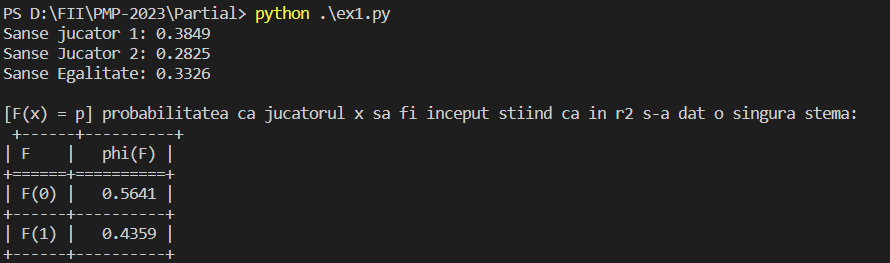 PS D:\FII\PMP-2023\Partial> python .\ex1.py
Sanse jucator 1: 0.3849
Sanse Jucator 2: 0.2825
Sanse Egalitate: 0.3326

[F(x) = p] probabilitatea ca jucatorul x sa fi inceput stiind ca in r2 s-a dat o singura stema:
 +------+----------+
| F    |   phi(F) |
+======+==========+
| F(0) |   0.5641 |
+------+----------+
| F(1) |   0.4359 |
+------+----------+